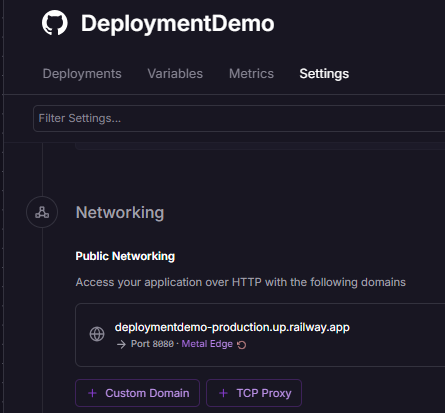 DeploymentDemo
Deployments Variables Metrics Settings
Filter Settings...
Networking
Public Networking
Access your application over HTTP with the following domains
deploymentdemo-production.up.railway.app
→ Port 8080 · Metal Edge
+ Custom Domain + TCP Proxy